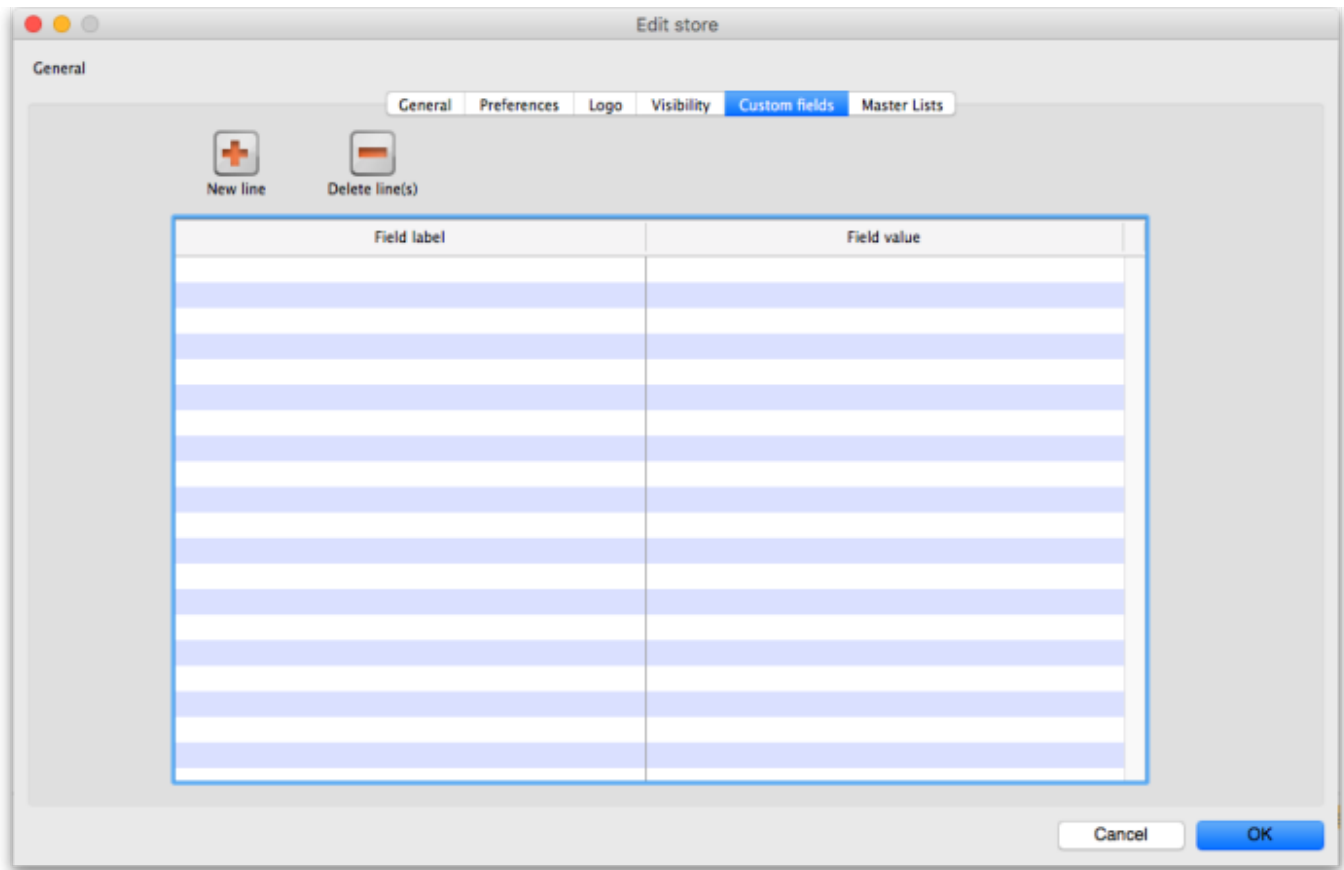 Edit store
General
General Preferences Logo Visibility Custom fields Master Lists
New line Delete line(s)
Field label Field value
Cancel OK